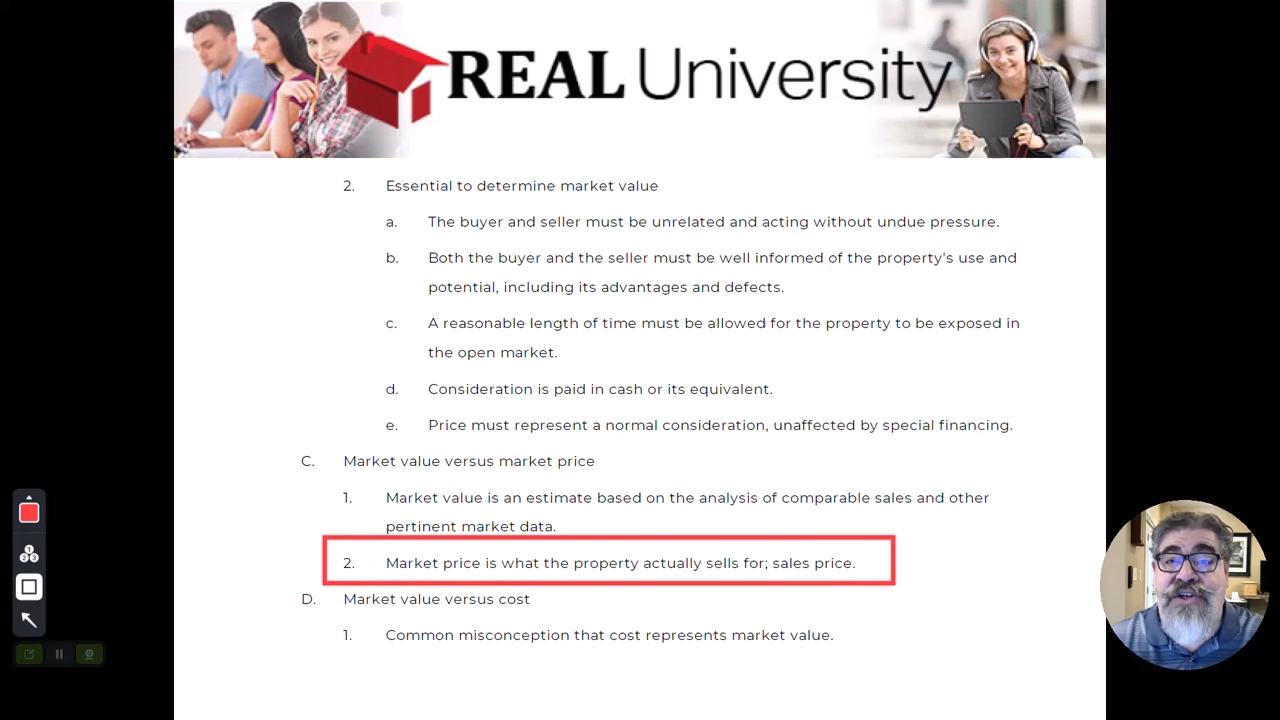 REAL University
2. Essential to determine market value
a. The buyer and seller must be unrelated and acting without undue pressure.
b. Both the buyer and the seller must be well informed of the property's use and
potential, including its advantages and defects.
c. A reasonable length of time must be allowed for the property to be exposed in
the open market.
d. Consideration is paid in cash or its equivalent.
e. Price must represent a normal consideration, unaffected by special financing.
C. Market value versus market price
1. Market value is an estimate based on the analysis of comparable sales and other
pertinent market data.
2. Market price is what the property actually sells for; sales price.
D. Market value versus cost
1. Common misconception that cost represents market value.